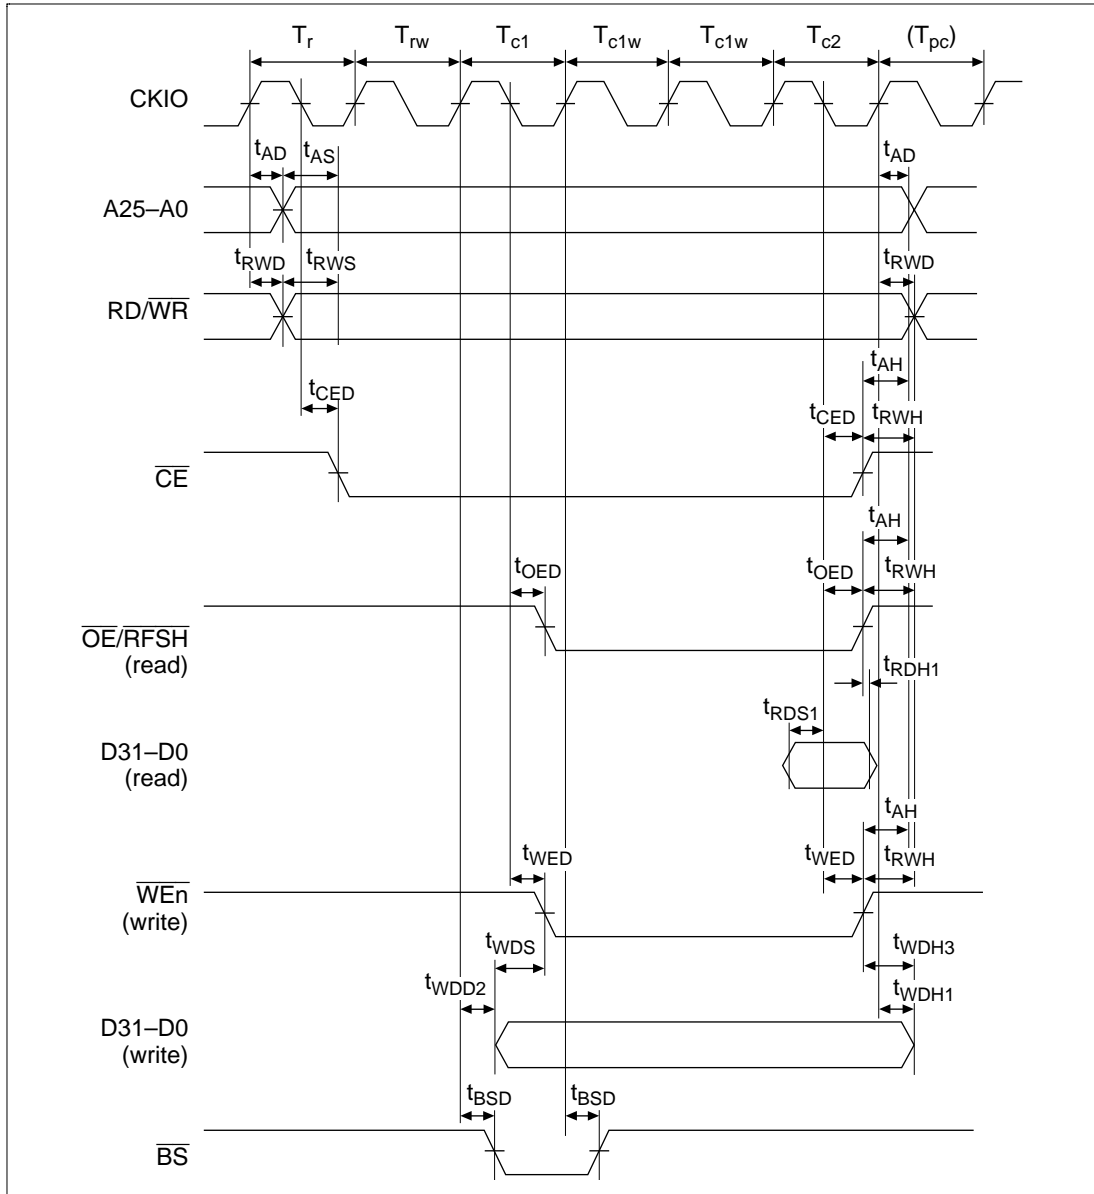 Tr Trw Tc1 Tc1w Tc1w Tc2 (Tpc)
CKIO
tAD tAS tAD
A25–A0
tRWD tRWS tRWD
RD/WR
tAH
tCED
tCED tRWH
CE
tAH
tOED tOED tRWH
OE/RFSH
(read)
tRDH1
tRDS1
D31–D0
(read)
tAH
tWED tWED tRWH
WEn
(write)
tWDS tWDH3
tWDD2 tWDH1
D31–D0
(write)
tBSD tBSD
BS